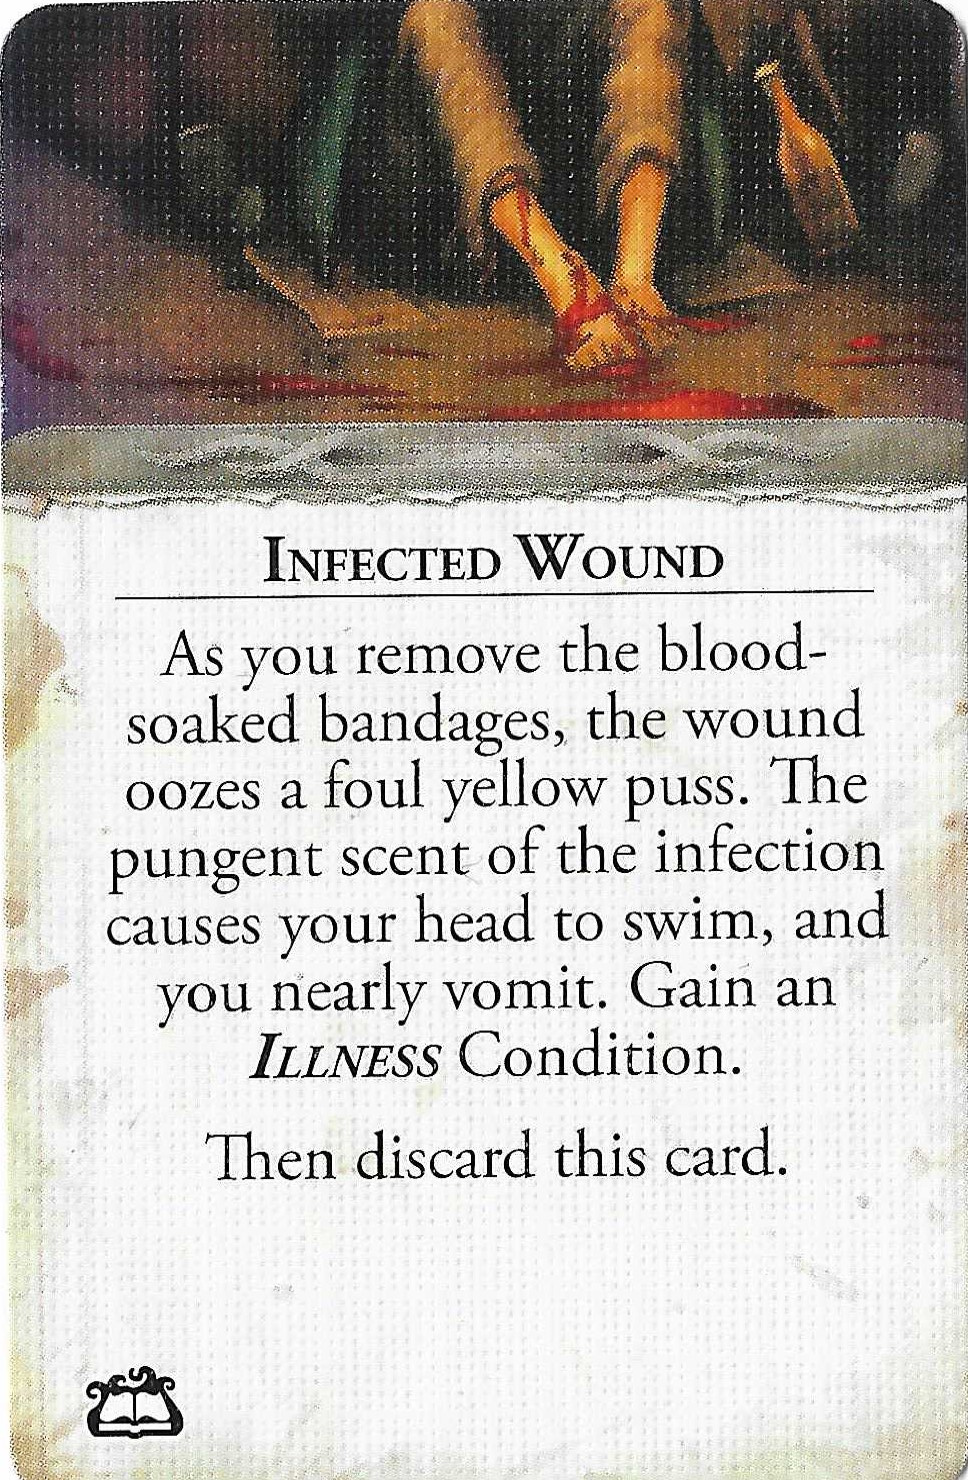 INFECTED WOUND
As you remove the blood-
soaked bandages, the wound
oozes a foul yellow puss. The
pungent scent of the infection
causes your head to swim, and
you nearly vomit. Gain an
ILLNESS Condition.
Then discard this card.